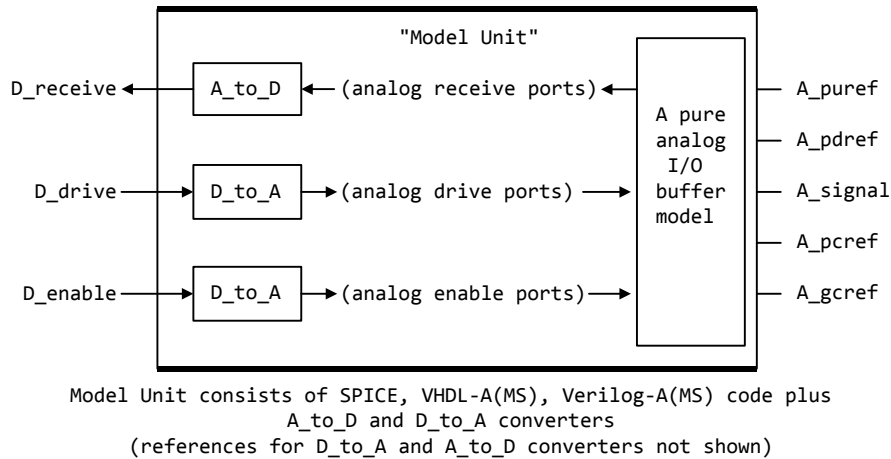 "Model Unit"
D_receive
A_to_D
(analog receive ports)
D_drive
D_to_A
(analog drive ports)
D_enable
D_to_A
(analog enable ports)
A pure
analog
I/O
buffer
model
A_puref
A_pdref
A_signal
A_pcref
A_gcref
Model Unit consists of SPICE, VHDL-A(MS), Verilog-A(MS) code plus
A_to_D and D_to_A converters
(references for D_to_A and A_to_D converters not shown)